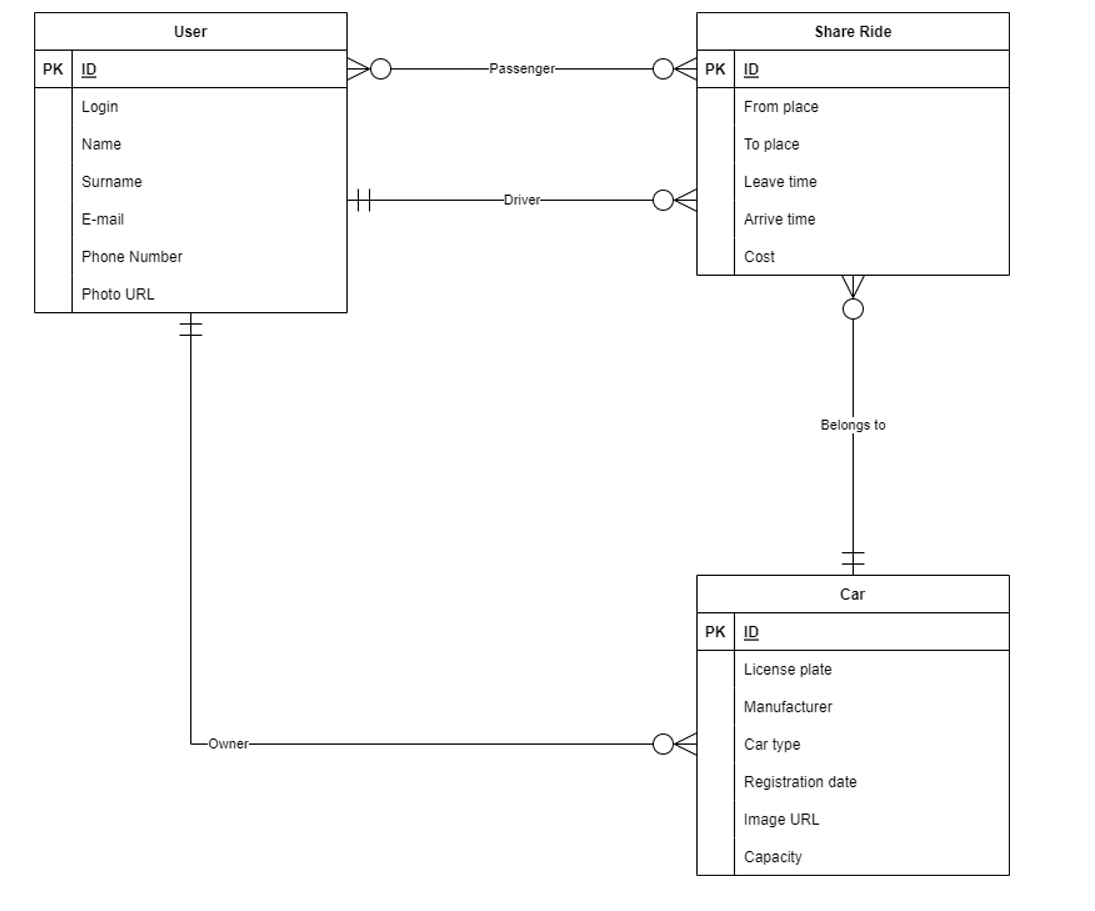 User
PK ID
Login
Name
Surname
E-mail
Phone Number
Photo URL
Passenger
Driver
Share Ride
PK ID
From place
To place
Leave time
Arrive time
Cost
Belongs to
Owner
Car
PK ID
License plate
Manufacturer
Car type
Registration date
Image URL
Capacity